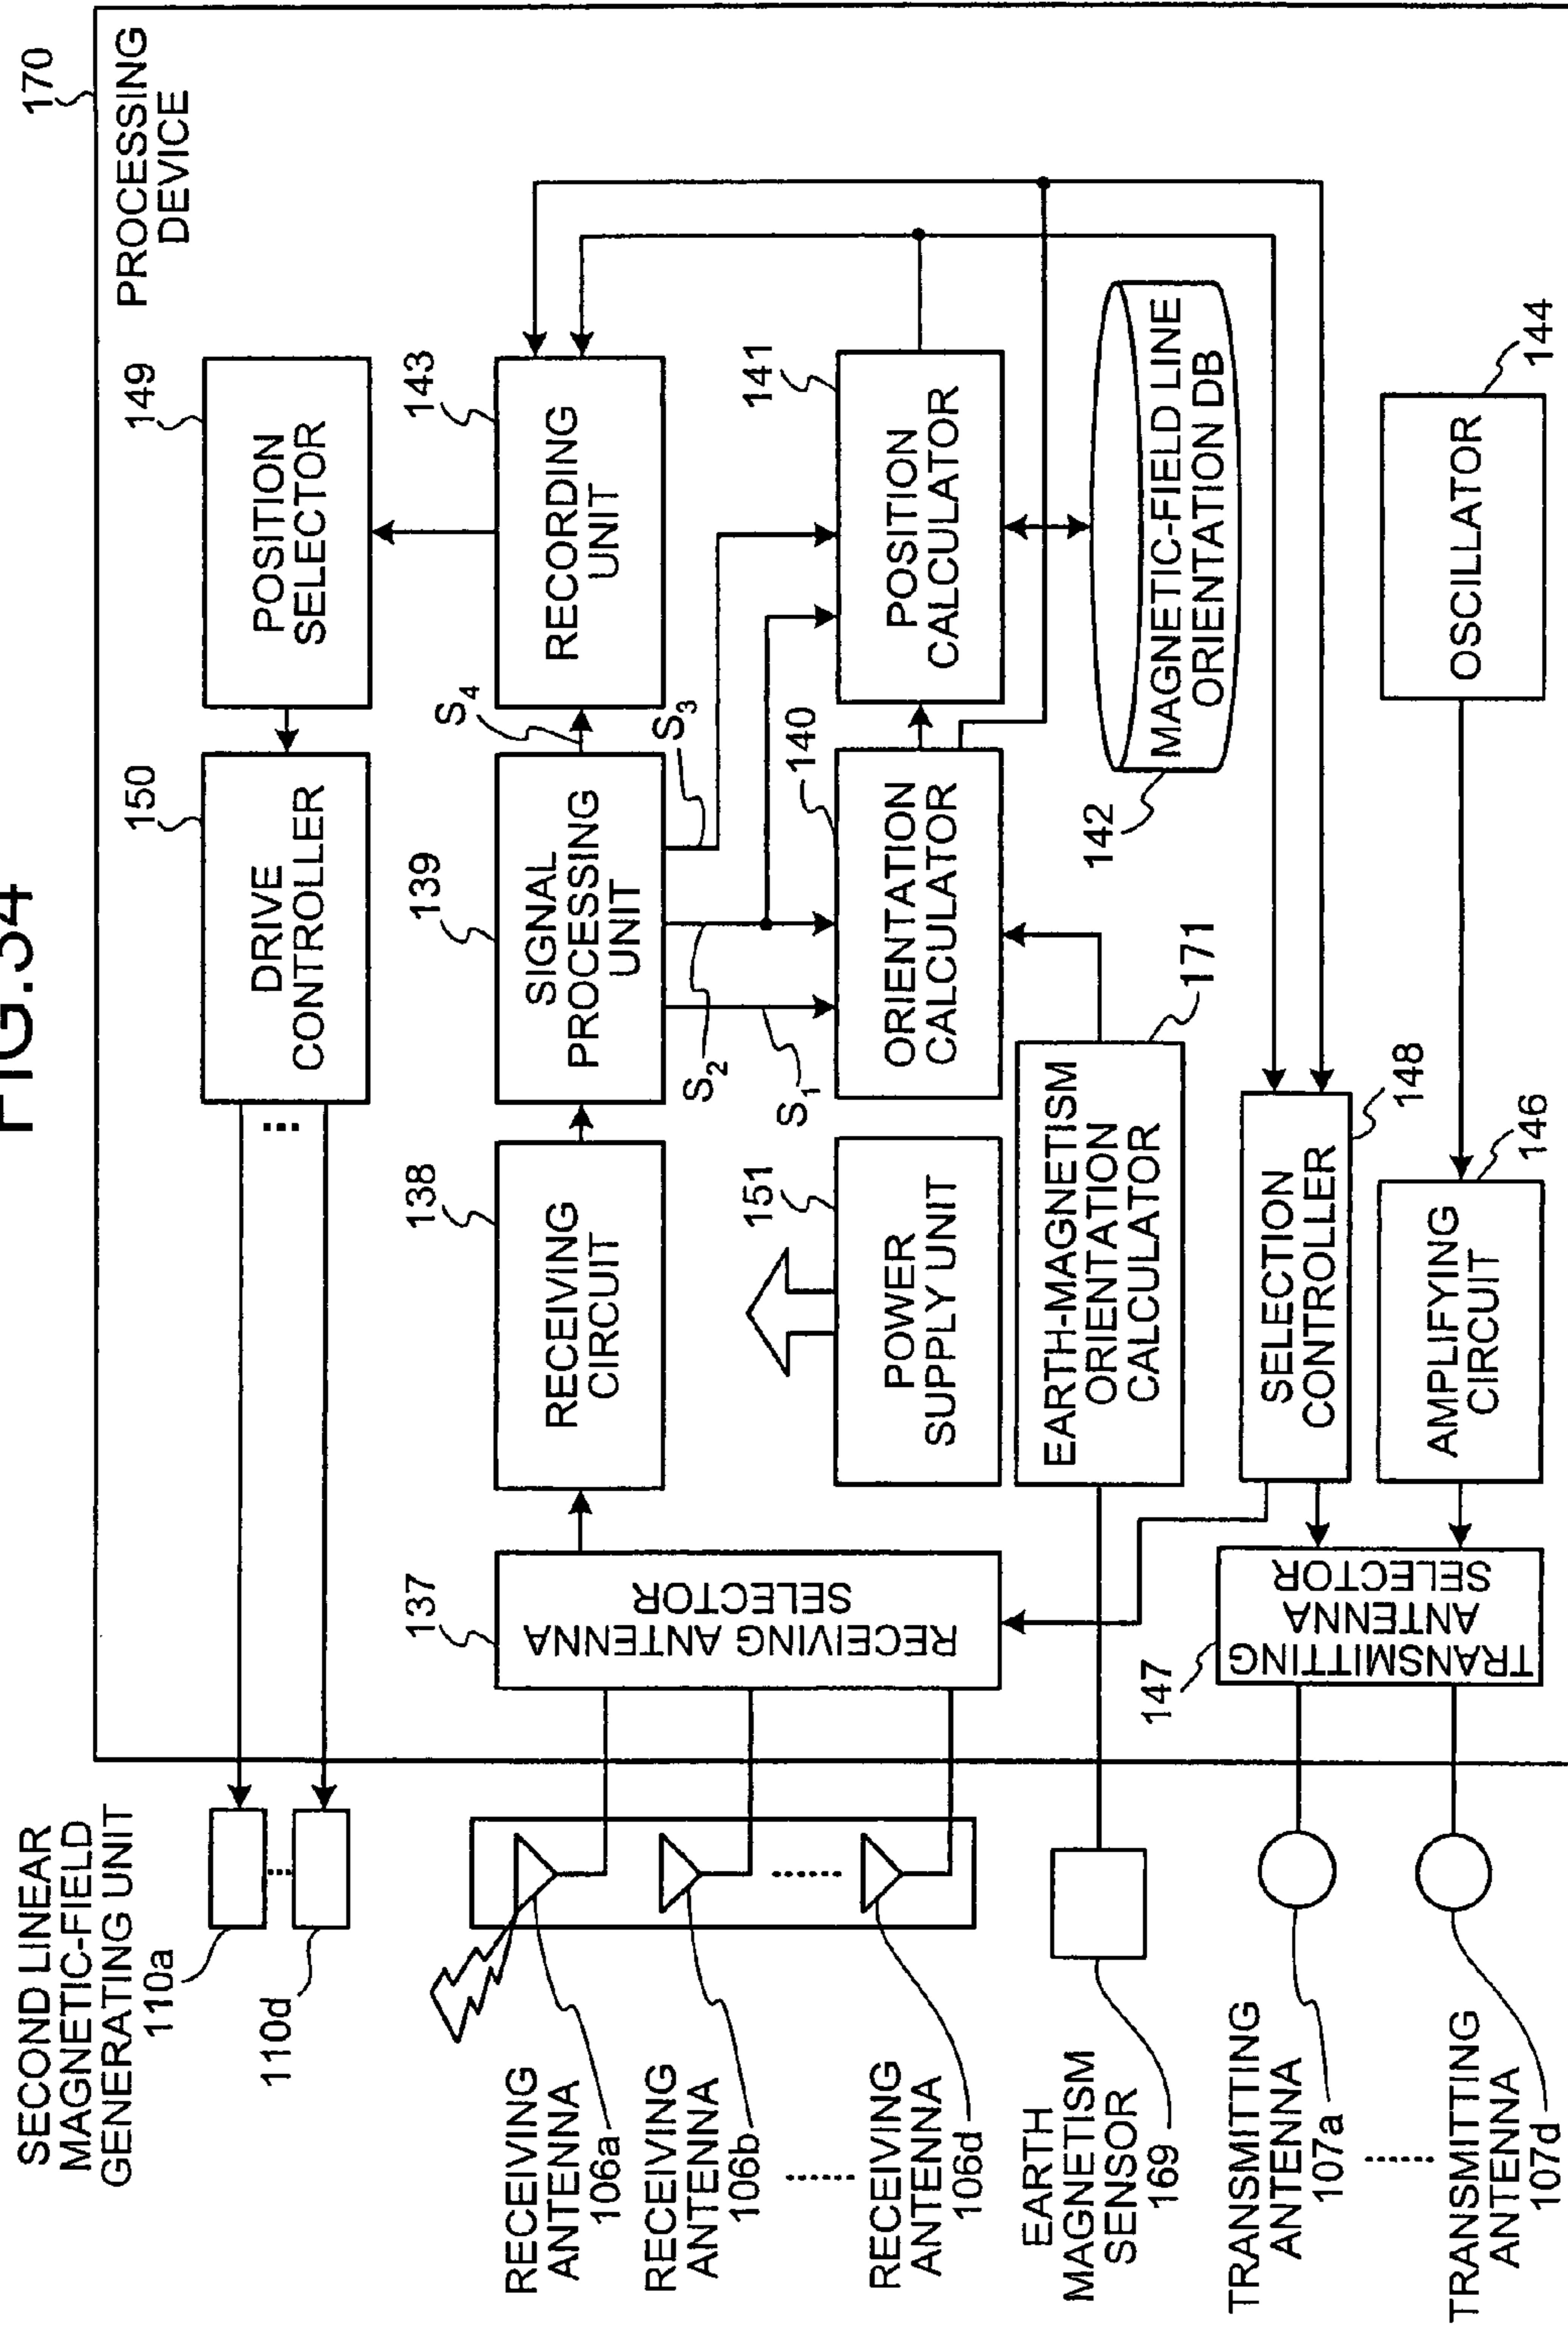 FIG.34
170
PROCESSING
DEVICE
SECOND LINEAR
MAGNETIC-FIELD
GENERATING UNIT
110a
110d
150
DRIVE
CONTROLLER
149
POSITION
SELECTOR
RECEIVING
ANTENNA
106a
RECEIVING
ANTENNA
106b
RECEIVING
ANTENNA
106d
137
RECEIVING ANTENNA
SELECTOR
138
RECEIVING
CIRCUIT
139
SIGNAL
PROCESSING
UNIT
S4
143
RECORDING
UNIT
S3
S2
S1
151
POWER
SUPPLY UNIT
140
ORIENTATION
CALCULATOR
141
POSITION
CALCULATOR
EARTH
MAGNETISM
SENSOR
169
EARTH-MAGNETISM
ORIENTATION
CALCULATOR
171
142
MAGNETIC-FIELD LINE
ORIENTATION DB
TRANSMITTING
ANTENNA
107a
TRANSMITTING
ANTENNA
107d
147
TRANSMITTING
ANTENNA
SELECTOR
SELECTION
CONTROLLER
148
AMPLIFYING
CIRCUIT
146
OSCILLATOR
144